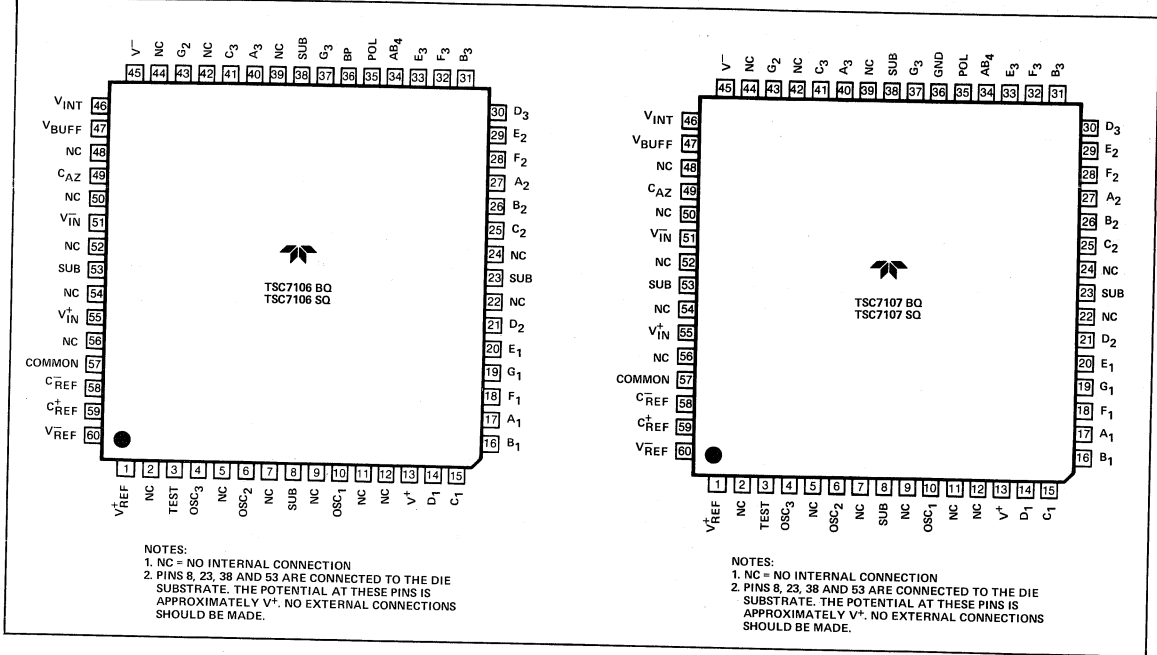 V⁻ NC G₂ NC C₃ A₃ NC SUB G₃ BP POL AB₄ E₃ F₃ B₃
45 44 43 42 41 40 39 38 37 36 35 34 33 32 31
V_INT 46
V_BUFF 47
NC 48
C_AZ 49
NC 50
V⁻_IN 51
NC 52
SUB 53
NC 54
V⁺_IN 55
NC 56
COMMON 57
C⁻_REF 58
C⁺_REF 59
V⁻_REF 60
30 D₃
29 E₂
28 F₂
27 A₂
26 B₂
25 C₂
24 NC
23 SUB
22 NC
21 D₂
20 E₁
19 G₁
18 F₁
17 A₁
16 B₁
TSC7106 BQ
TSC7106 SQ
1 2 3 4 5 6 7 8 9 10 11 12 13 14 15
V⁺_REF NC TEST OSC₃ NC OSC₂ NC SUB NC OSC₁ NC NC V⁺ D₁ C₁
NOTES:
1. NC = NO INTERNAL CONNECTION
2. PINS 8, 23, 38 AND 53 ARE CONNECTED TO THE DIE
SUBSTRATE. THE POTENTIAL AT THESE PINS IS
APPROXIMATELY V⁺. NO EXTERNAL CONNECTIONS
SHOULD BE MADE.
V⁻ NC G₂ NC C₃ A₃ NC SUB G₃ GND POL AB₄ E₃ F₃ B₃
45 44 43 42 41 40 39 38 37 36 35 34 33 32 31
V_INT 46
V_BUFF 47
NC 48
C_AZ 49
NC 50
V⁻_IN 51
NC 52
SUB 53
NC 54
V⁺_IN 55
NC 56
COMMON 57
C⁻_REF 58
C⁺_REF 59
V⁻_REF 60
30 D₃
29 E₂
28 F₂
27 A₂
26 B₂
25 C₂
24 NC
23 SUB
22 NC
21 D₂
20 E₁
19 G₁
18 F₁
17 A₁
16 B₁
TSC7107 BQ
TSC7107 SQ
1 2 3 4 5 6 7 8 9 10 11 12 13 14 15
V⁺_REF NC TEST OSC₃ NC OSC₂ NC SUB NC OSC₁ NC NC V⁺ D₁ C₁
NOTES:
1. NC = NO INTERNAL CONNECTION
2. PINS 8, 23, 38 AND 53 ARE CONNECTED TO THE DIE
SUBSTRATE. THE POTENTIAL AT THESE PINS IS
APPROXIMATELY V⁺. NO EXTERNAL CONNECTIONS
SHOULD BE MADE.